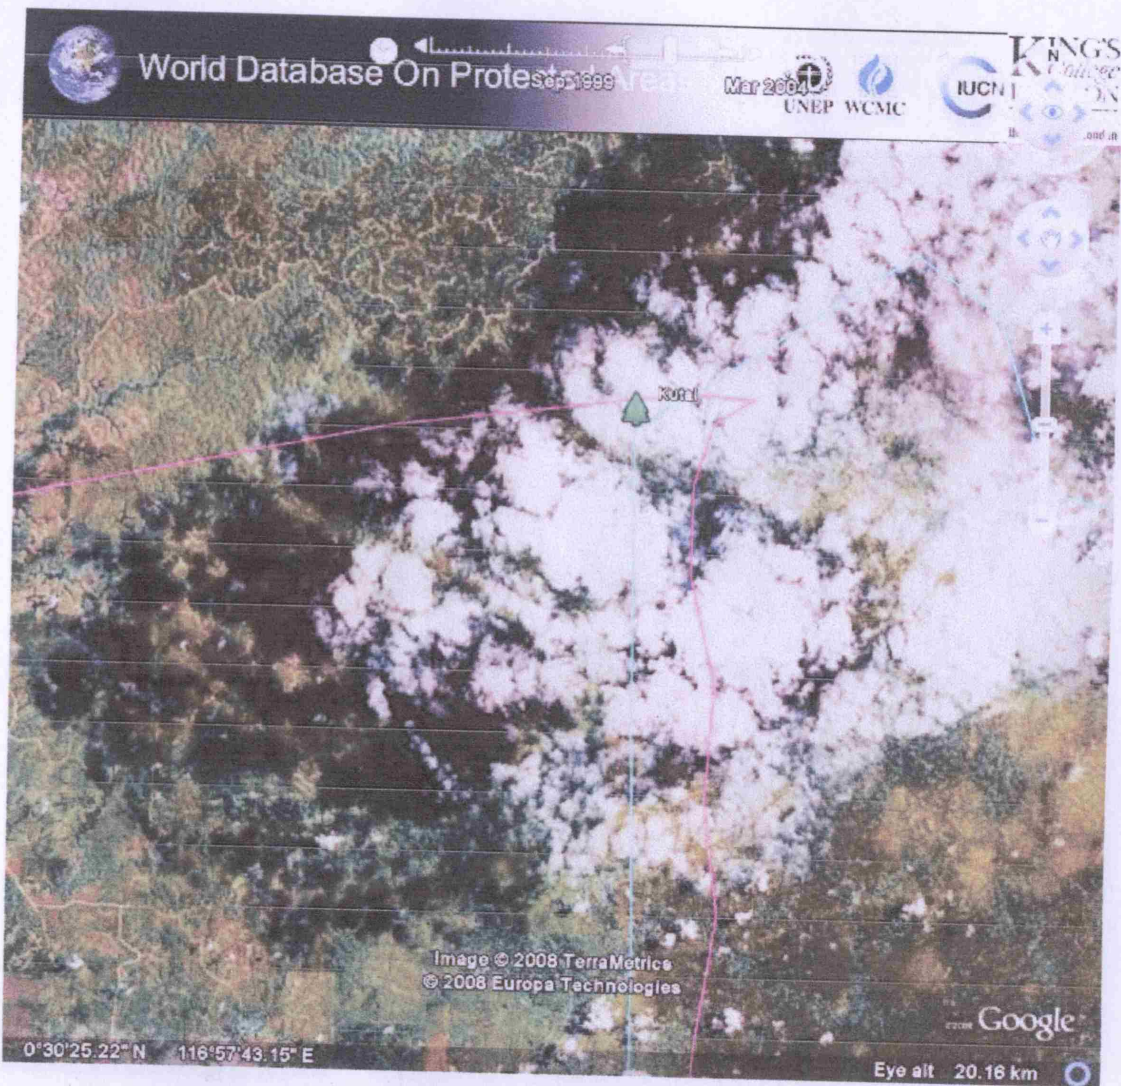 World Database On Protected Areas
Sep 1999
Mar 2004
UNEP WCMC
IUCN
KING'S
College
N
Kutai
Image © 2008 TerraMetrics
© 2008 Europa Technologies
Google
0°30'25.22" N 116°57'43.15" E
Eye alt 20.16 km